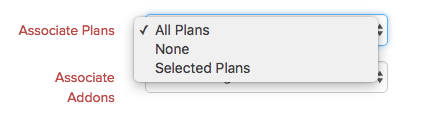 Associate Plans
✓ All Plans
None
Selected Plans
Associate
Addons